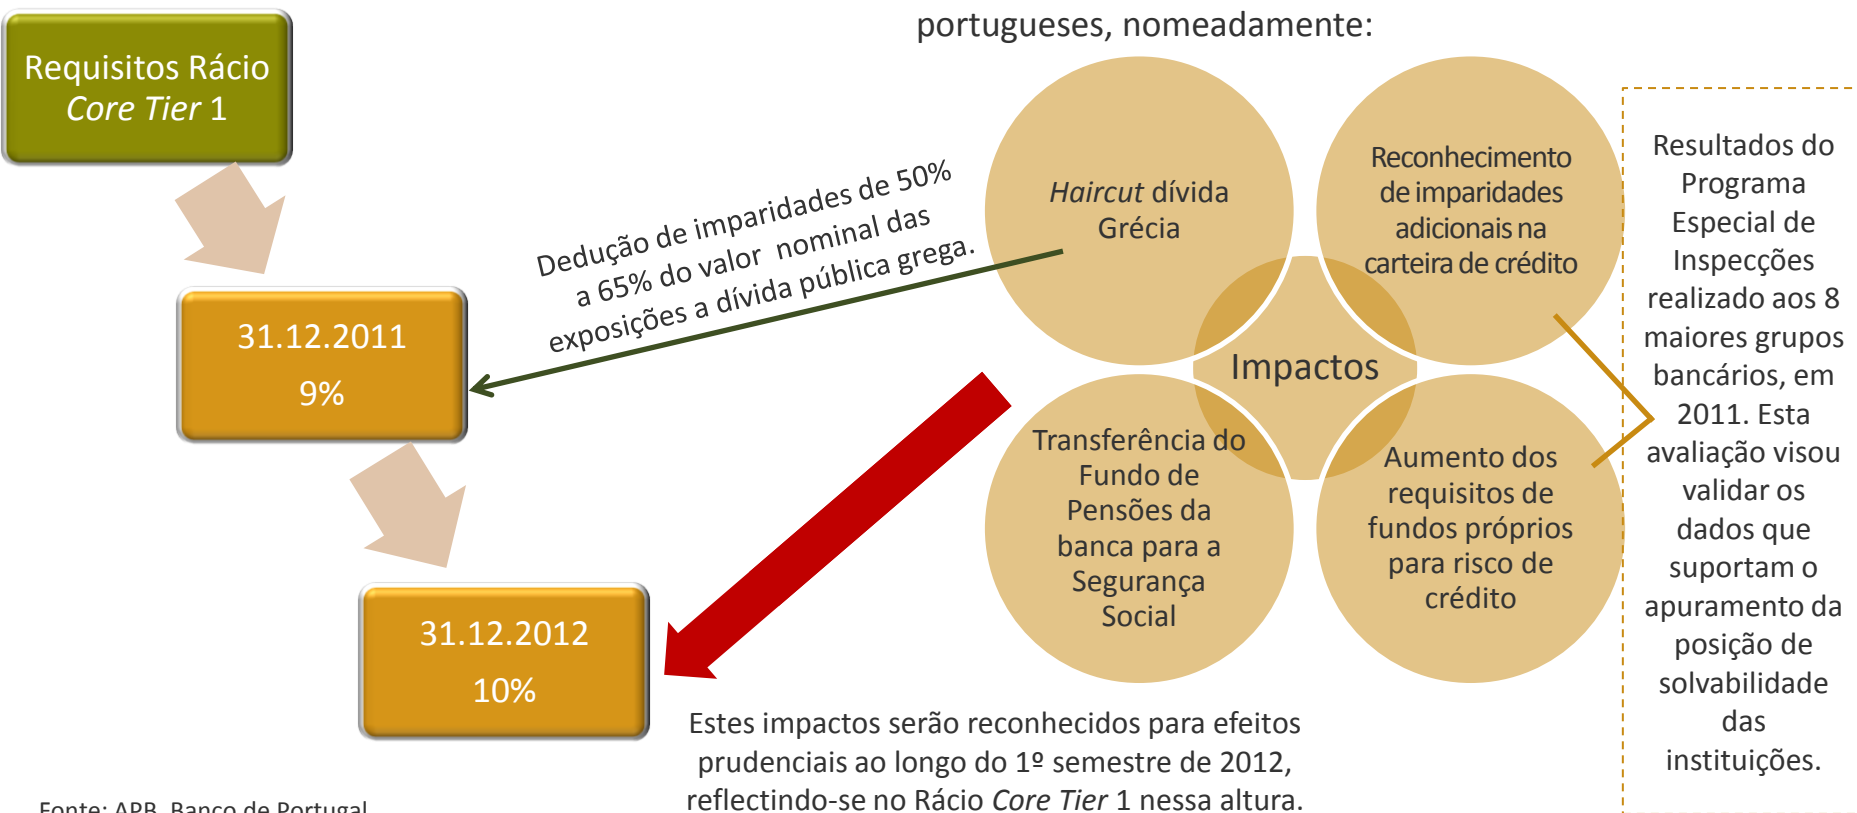 portugueses, nomeadamente:
Requisitos Rácio
Core Tier 1
31.12.2011
9%
31.12.2012
10%
Dedução de imparidades de 50%
a 65% do valor nominal das
exposições a dívida pública grega.
Haircut dívida
Grécia
Reconhecimento
de imparidades
adicionais na
carteira de crédito
Impactos
Transferência do
Fundo de
Pensões da
banca para a
Segurança
Social
Aumento dos
requisitos de
fundos próprios
para risco de
crédito
Resultados do
Programa
Especial de
Inspecções
realizado aos 8
maiores grupos
bancários, em
2011. Esta
avaliação visou
validar os
dados que
suportam o
apuramento da
posição de
solvabilidade
das
instituições.
Estes impactos serão reconhecidos para efeitos
prudenciais ao longo do 1º semestre de 2012,
reflectindo-se no Rácio Core Tier 1 nessa altura.
Fonte: APB, Banco de Portugal